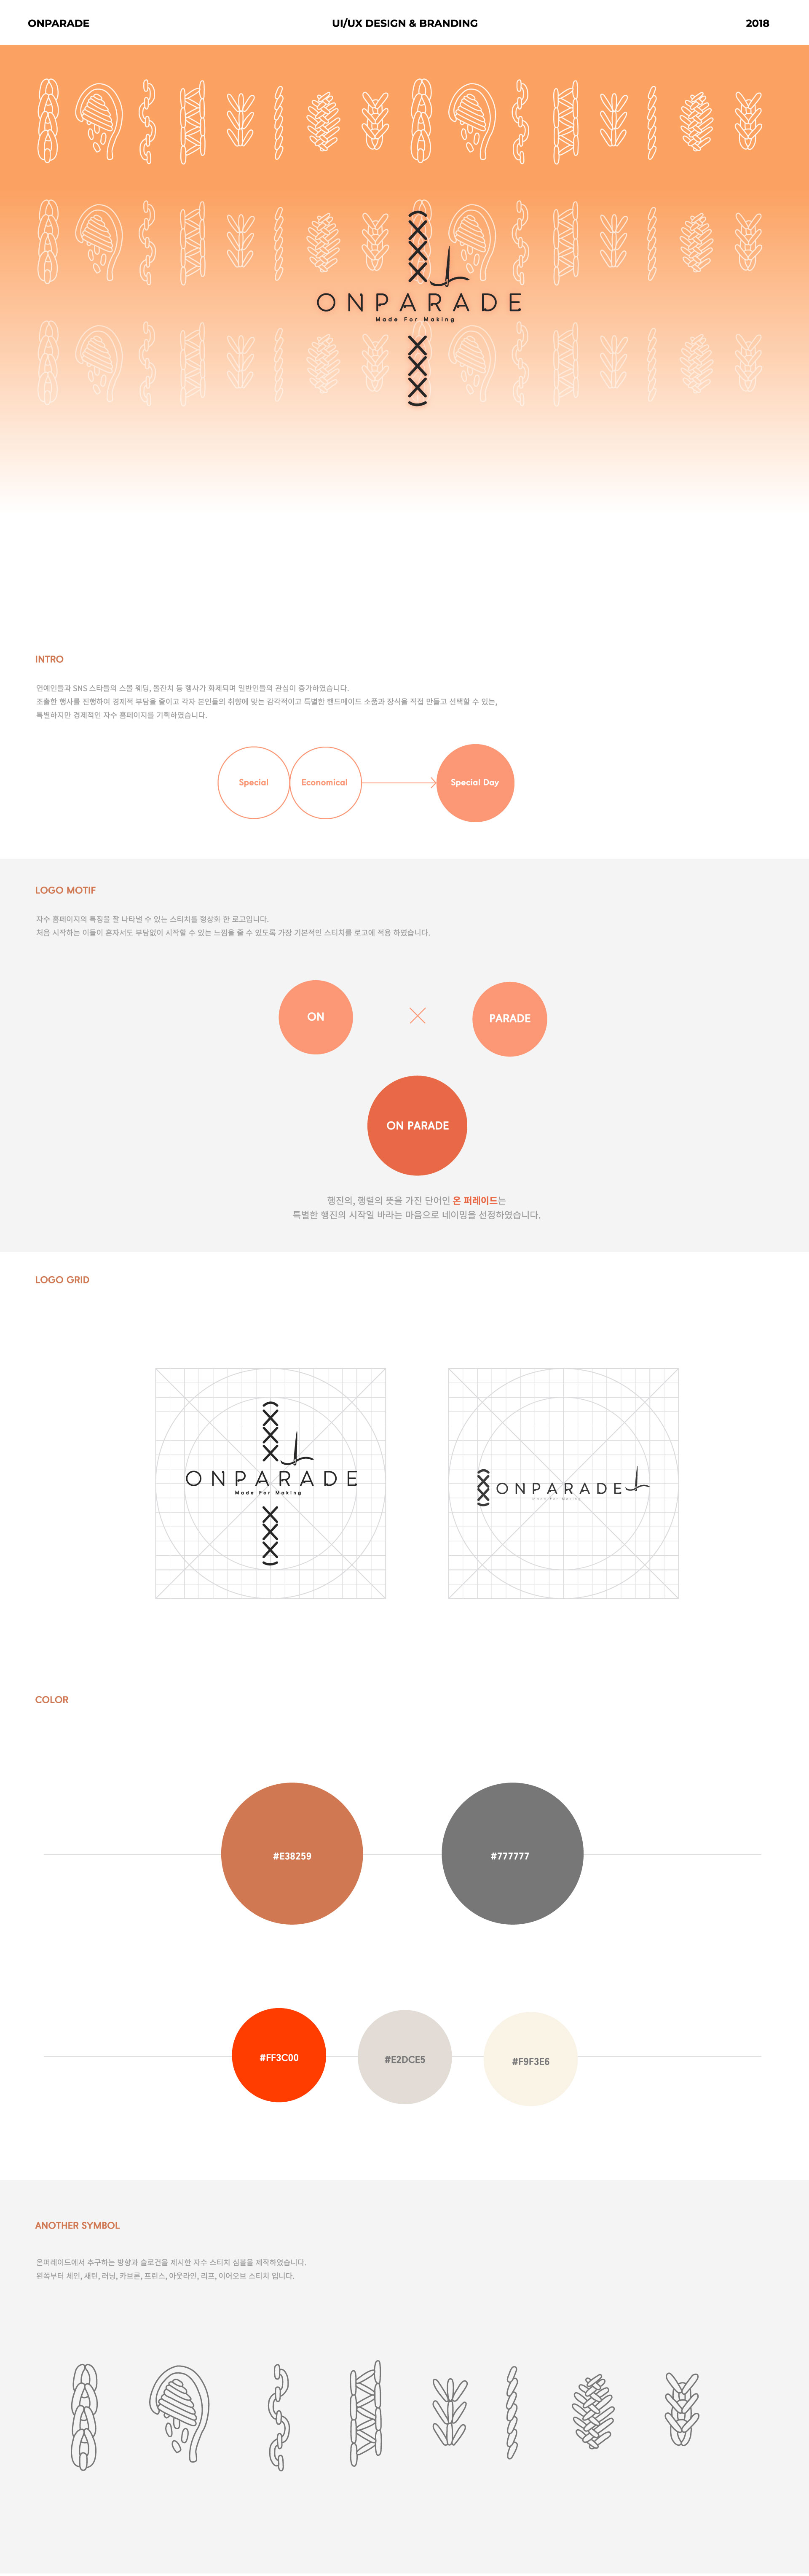 ONPARADE
UI/UX DESIGN & BRANDING
2018
ONPARADE
Made For Making
INTRO
연예인들과 SNS 스타들의 스몰 웨딩, 돌잔치 등 행사가 화제되며 일반인들의 관심이 증가하였습니다.
조촐한 행사를 진행하여 경제적 부담을 줄이고 각자 본인들의 취향에 맞는 감각적이고 특별한 핸드메이드 소품과 장식을 직접 만들고 선택할 수 있는,
특별하지만 경제적인 자수 홈페이지를 기획하였습니다.
Special
Economical
Special Day
LOGO MOTIF
자수 홈페이지의 특징을 잘 나타낼 수 있는 스티치를 형상화 한 로고입니다.
처음 시작하는 이들이 혼자서도 부담없이 시작할 수 있는 느낌을 줄 수 있도록 가장 기본적인 스티치를 로고에 적용 하였습니다.
ON
PARADE
ON PARADE
행진의, 행렬의 뜻을 가진 단어인 온 퍼레이드는
특별한 행진의 시작일 바라는 마음으로 네이밍을 선정하였습니다.
LOGO GRID
ONPARADE
Made For Making
ONPARADE
Made For Making
COLOR
#E38259
#777777
#FF3C00
#E2DCE5
#F9F3E6
ANOTHER SYMBOL
온퍼레이드에서 추구하는 방향과 슬로건을 제시한 자수 스티치 심볼을 제작하였습니다.
왼쪽부터 체인, 새틴, 러닝, 카브론, 프린스, 아웃라인, 리프, 이어오브 스티치 입니다.